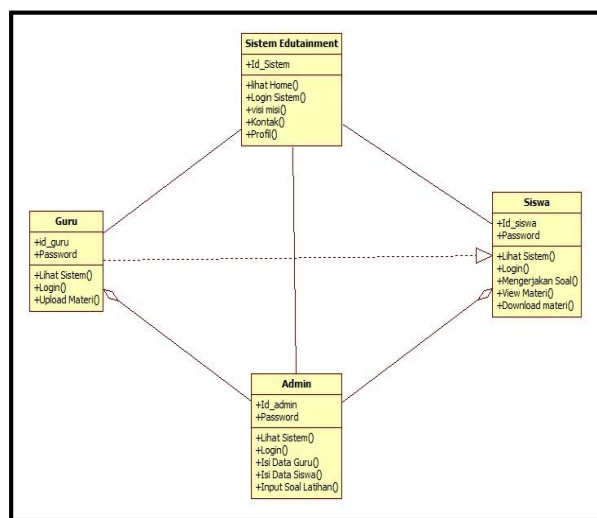 Sistem Edutainment
+Id_Sistem
+lihat Home()
+Login Sistem()
+visi misi()
+Kontak()
+Profil()
Guru
+id_guru
+Password
+Lihat Sistem()
+Login()
+Upload Materi()
Siswa
+Id_siswa
+Password
+Lihat Sistem()
+Login()
+Mengerjakan Soal()
+View Materi()
+Download materi()
Admin
+Id_admin
+Password
+Lihat Sistem()
+Login()
+Isi Data Guru()
+Isi Data Siswa()
+Input Soal Latihan()